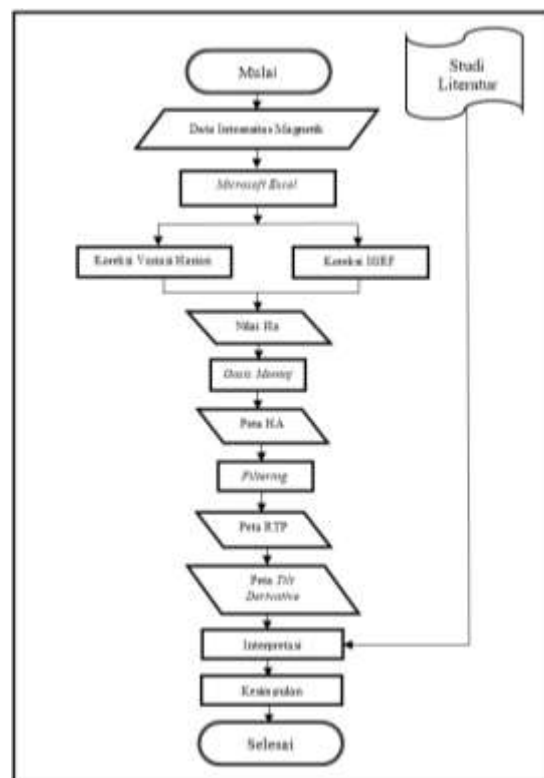 Mulai
Studi
Literatur
Data Intensitas Magnetik
Microsoft Excel
Koreksi Variasi Harian
Koreksi IGRF
Nilai Ha
Oasis Montaj
Peta HA
Filtering
Peta RTP
Peta Tilt
Derivative
Interpretasi
Kesimpulan
Selesai